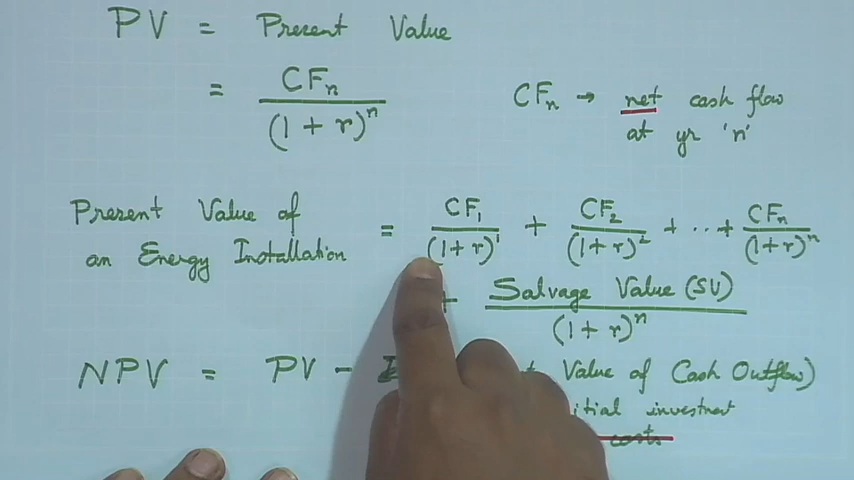 PV = Present Value
= CFn / (1 + r)^n
CFn → net cash flow
at yr 'n'
Present Value of
an Energy Installation = CF1 / (1+r)^1 + CF2 / (1+r)^2 + ... + CFn / (1+r)^n
+ Salvage Value (SV) / (1+r)^n
NPV = PV - Value of Cash Outflow)
investment
costs